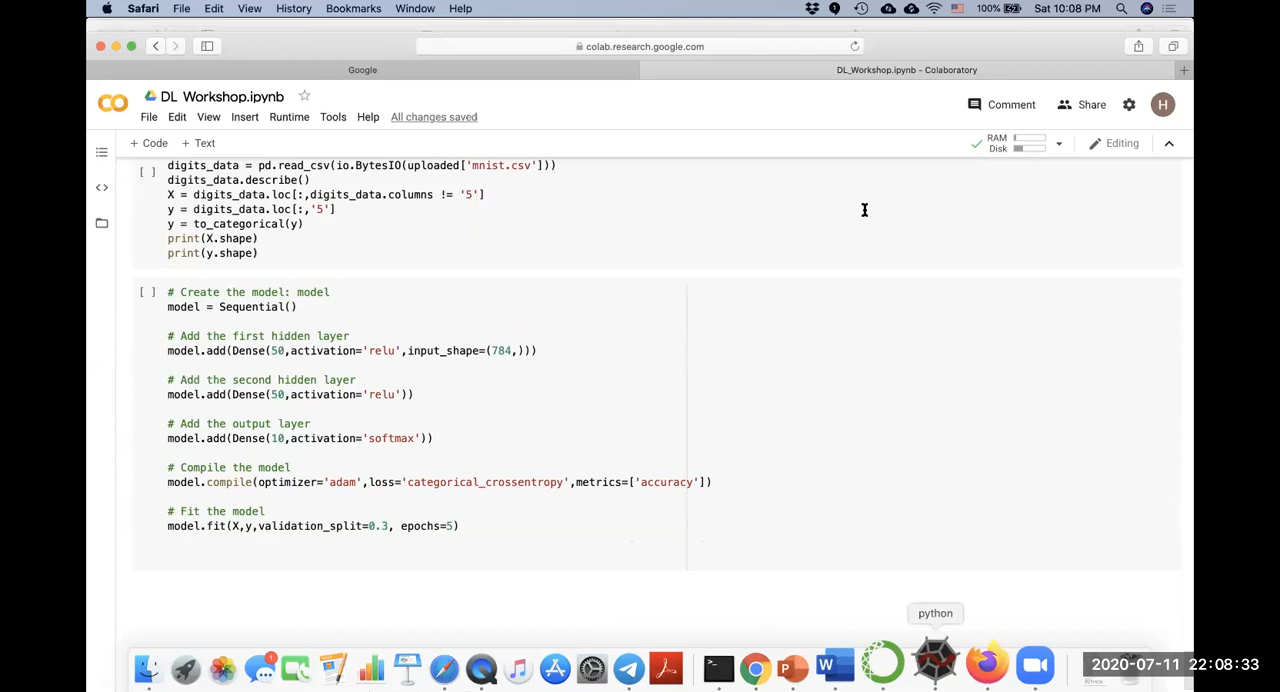 Safari File Edit View History Bookmarks Window Help 100% Sat 10:08 PM
colab.research.google.com
Google DL_Workshop.ipynb - Colaboratory
DL Workshop.ipynb
File Edit View Insert Runtime Tools Help All changes saved
Comment Share H
+ Code + Text
RAM
Disk
Editing
digits_data = pd.read_csv(io.BytesIO(uploaded['mnist.csv']))
[ ]
digits_data.describe()
X = digits_data.loc[:,digits_data.columns != '5']
y = digits_data.loc[:,'5']
y = to_categorical(y)
print(X.shape)
print(y.shape)
[ ] # Create the model: model
model = Sequential()
# Add the first hidden layer
model.add(Dense(50,activation='relu',input_shape=(784,)))
# Add the second hidden layer
model.add(Dense(50,activation='relu'))
# Add the output layer
model.add(Dense(10,activation='softmax'))
# Compile the model
model.compile(optimizer='adam',loss='categorical_crossentropy',metrics=['accuracy'])
# Fit the model
model.fit(X,y,validation_split=0.3, epochs=5)
python
1
2020-07-11 22:08:33